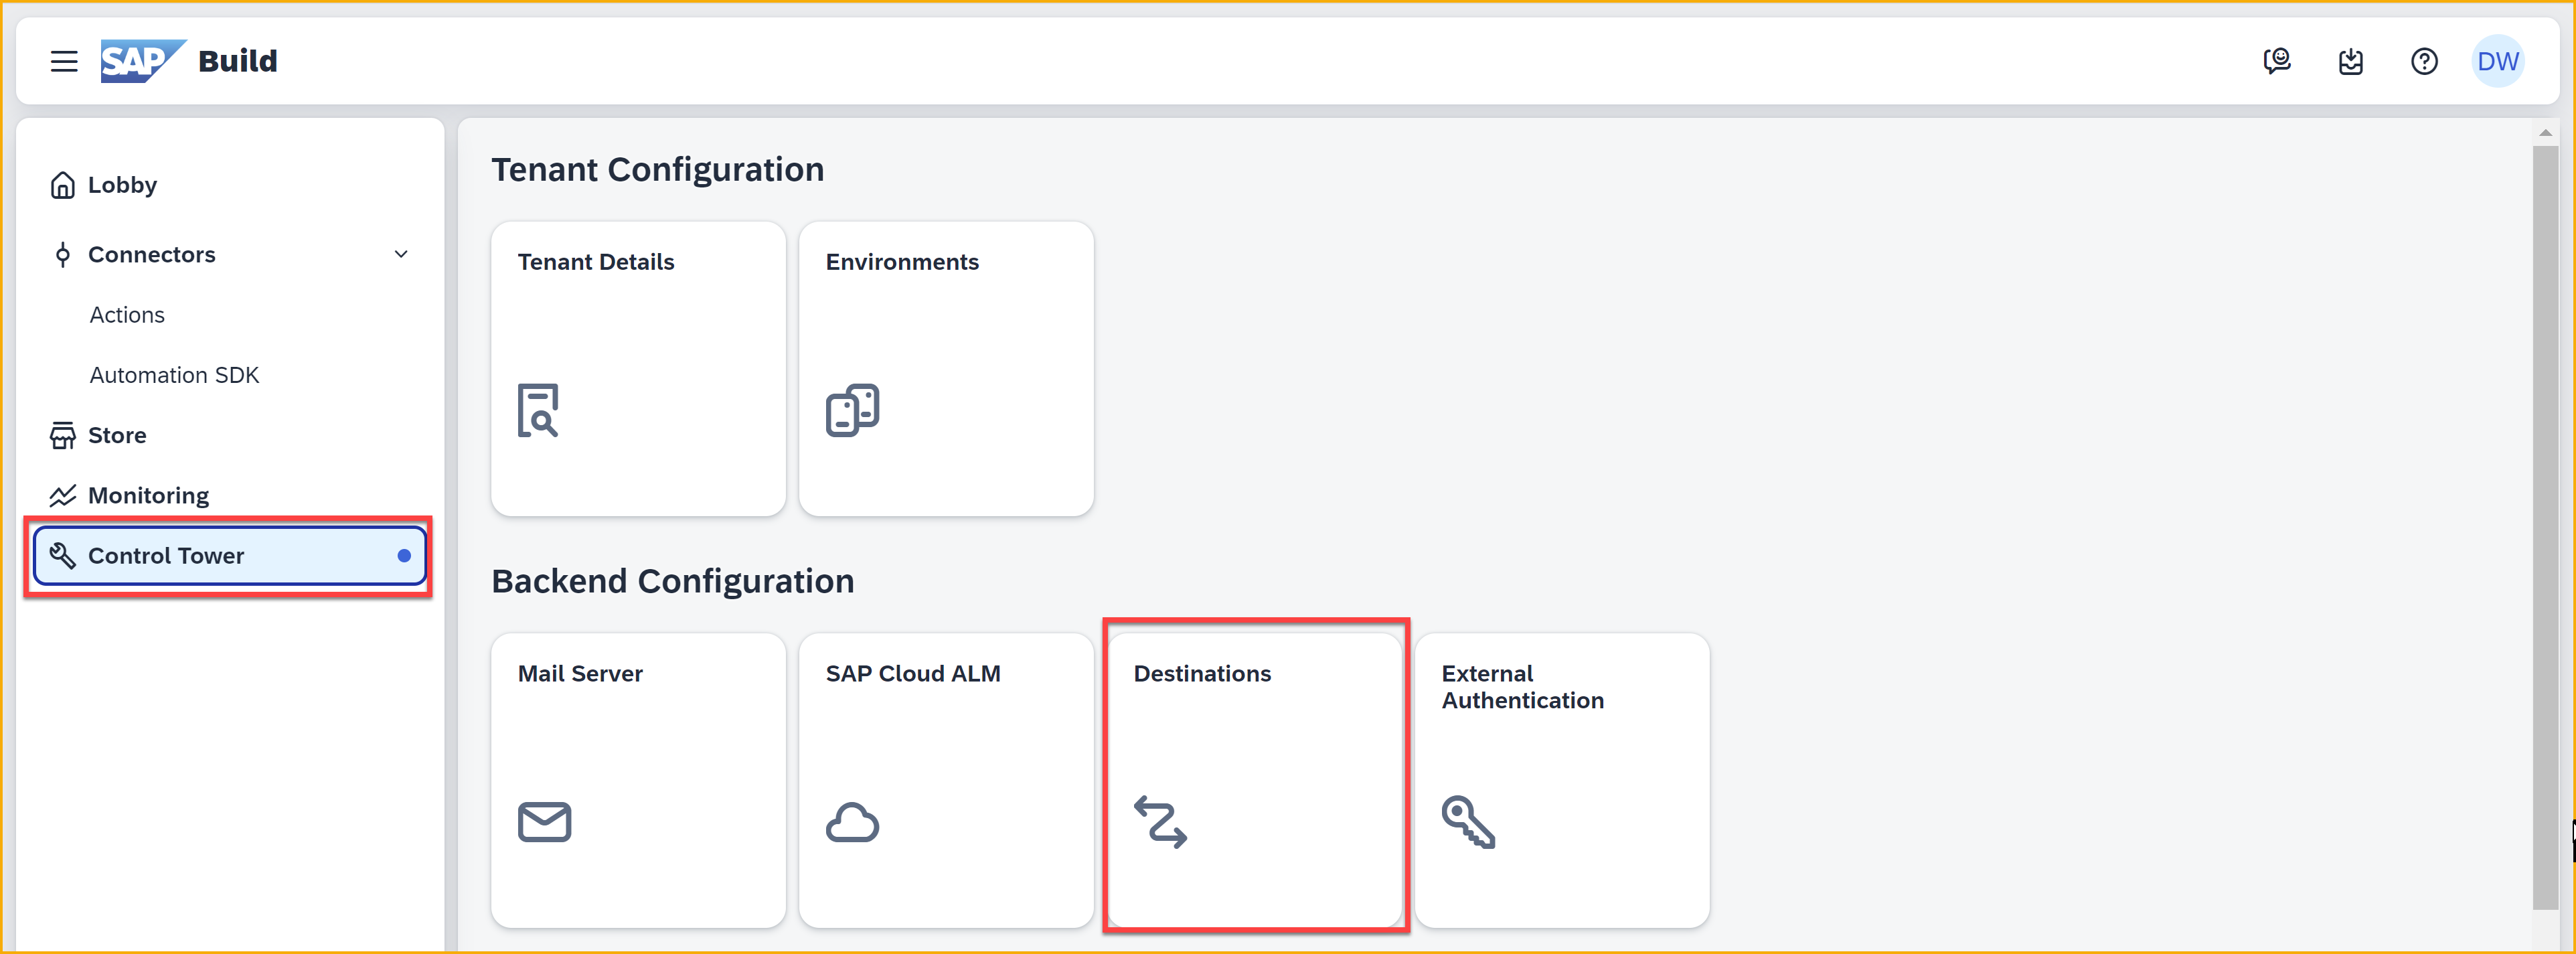 SAP Build
DW
Lobby
Connectors
Actions
Automation SDK
Store
Monitoring
Control Tower
Tenant Configuration
Tenant Details
Environments
Backend Configuration
Mail Server
SAP Cloud ALM
Destinations
External
Authentication